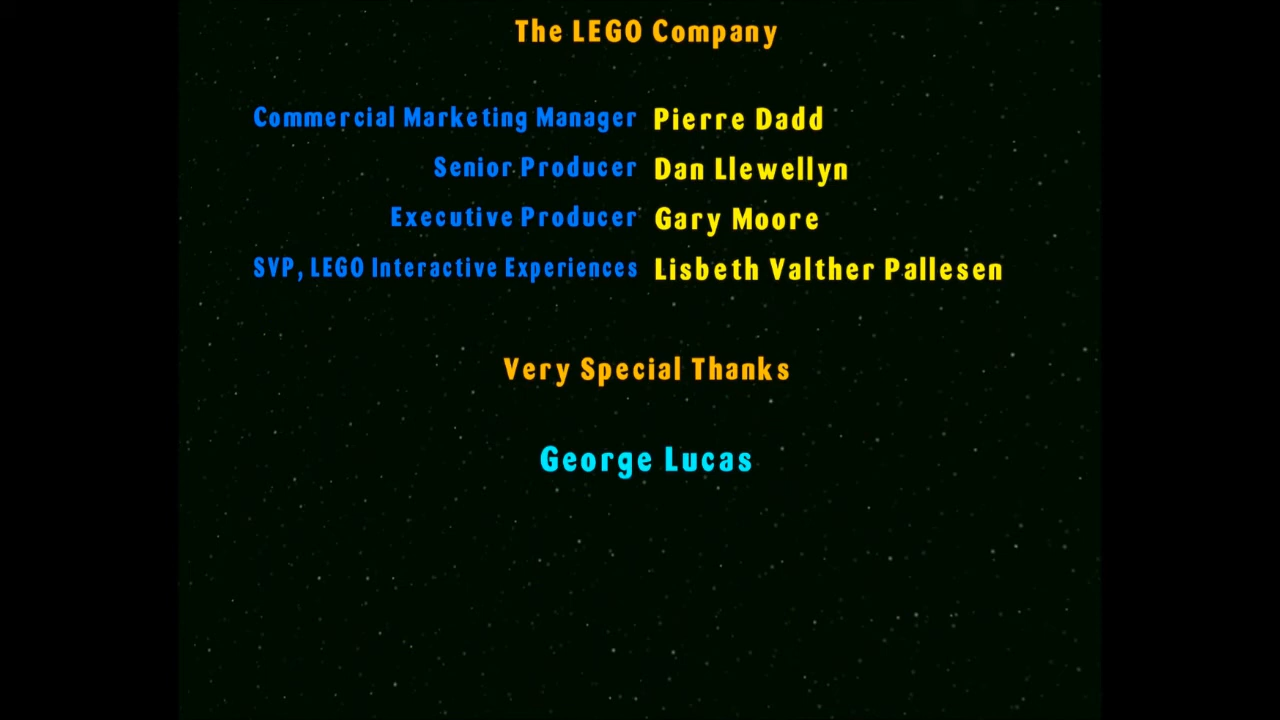 The LEGO Company
Commercial Marketing Manager Pierre Dadd
Senior Producer Dan Llewellyn
Executive Producer Gary Moore
SVP, LEGO Interactive Experiences Lisbeth Valther Pallesen
Very Special Thanks
George Lucas